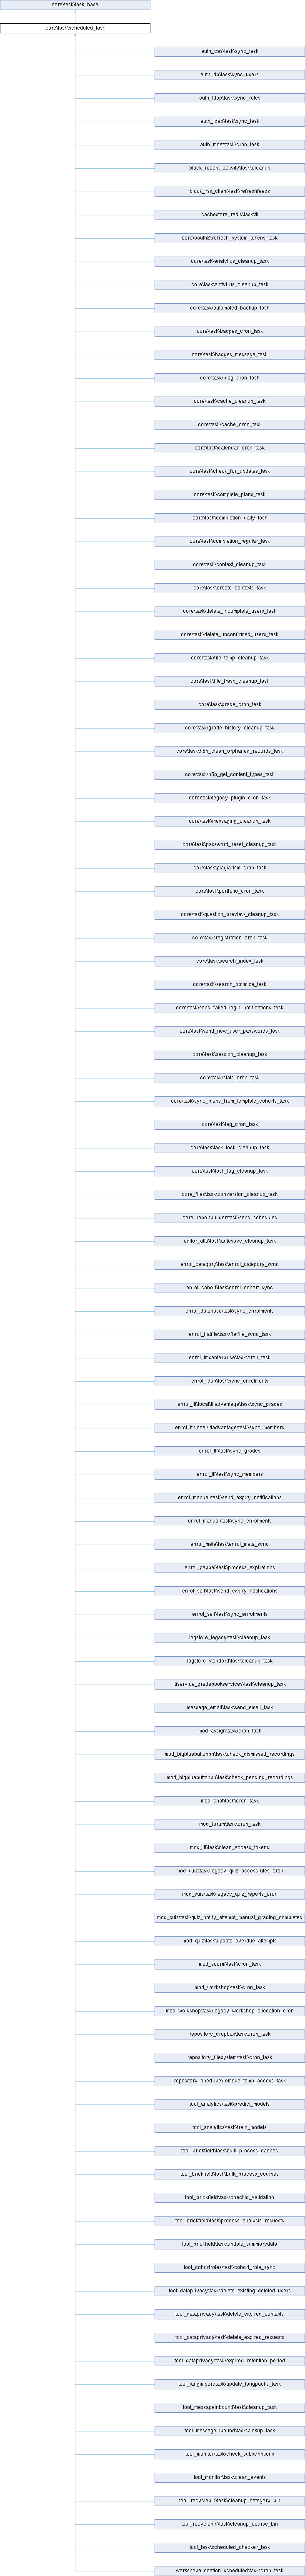 core\task\task_base
core\task\scheduled_task
auth_cas\task\sync_task
auth_db\task\sync_users
auth_ldap\task\sync_roles
auth_ldap\task\sync_task
auth_mnet\task\cron_task
block_recent_activity\task\cleanup
block_rss_client\task\refreshfeeds
cachestore_redis\task\ttl
core\oauth2\refresh_system_tokens_task
core\task\analytics_cleanup_task
core\task\antivirus_cleanup_task
core\task\automated_backup_task
core\task\badges_cron_task
core\task\badges_message_task
core\task\blog_cron_task
core\task\cache_cleanup_task
core\task\cache_cron_task
core\task\calendar_cron_task
core\task\check_for_updates_task
core\task\complete_plans_task
core\task\completion_daily_task
core\task\completion_regular_task
core\task\context_cleanup_task
core\task\create_contexts_task
core\task\delete_incomplete_users_task
core\task\delete_unconfirmed_users_task
core\task\file_temp_cleanup_task
core\task\file_trash_cleanup_task
core\task\grade_cron_task
core\task\grade_history_cleanup_task
core\task\h5p_clean_orphaned_records_task
core\task\h5p_get_content_types_task
core\task\legacy_plugin_cron_task
core\task\messaging_cleanup_task
core\task\password_reset_cleanup_task
core\task\plagiarism_cron_task
core\task\portfolio_cron_task
core\task\question_preview_cleanup_task
core\task\registration_cron_task
core\task\search_index_task
core\task\search_optimize_task
core\task\send_failed_login_notifications_task
core\task\send_new_user_passwords_task
core\task\session_cleanup_task
core\task\stats_cron_task
core\task\sync_plans_from_template_cohorts_task
core\task\tag_cron_task
core\task\task_lock_cleanup_task
core\task\task_log_cleanup_task
core_files\task\conversion_cleanup_task
core_reportbuilder\task\send_schedules
editor_atto\task\autosave_cleanup_task
enrol_category\task\enrol_category_sync
enrol_cohort\task\enrol_cohort_sync
enrol_database\task\sync_enrolments
enrol_flatfile\task\flatfile_sync_task
enrol_imsenterprise\task\cron_task
enrol_ldap\task\sync_enrolments
enrol_lti\local\ltiadvantage\task\sync_grades
enrol_lti\local\ltiadvantage\task\sync_members
enrol_lti\task\sync_grades
enrol_lti\task\sync_members
enrol_manual\task\send_expiry_notifications
enrol_manual\task\sync_enrolments
enrol_meta\task\enrol_meta_sync
enrol_paypal\task\process_expirations
enrol_self\task\send_expiry_notifications
enrol_self\task\sync_enrolments
logstore_legacy\task\cleanup_task
logstore_standard\task\cleanup_task
ltiservice_gradebookservices\task\cleanup_task
message_email\task\send_email_task
mod_assign\task\cron_task
mod_bigbluebuttonbn\task\check_dismissed_recordings
mod_bigbluebuttonbn\task\check_pending_recordings
mod_chat\task\cron_task
mod_forum\task\cron_task
mod_lti\task\clean_access_tokens
mod_quiz\task\legacy_quiz_accessrules_cron
mod_quiz\task\legacy_quiz_reports_cron
mod_quiz\task\quiz_notify_attempt_manual_grading_completed
mod_quiz\task\update_overdue_attempts
mod_scorm\task\cron_task
mod_workshop\task\cron_task
mod_workshop\task\legacy_workshop_allocation_cron
repository_dropbox\task\cron_task
repository_filesystem\task\cron_task
repository_onedrive\remove_temp_access_task
tool_analytics\task\predict_models
tool_analytics\task\train_models
tool_brickfield\task\bulk_process_caches
tool_brickfield\task\bulk_process_courses
tool_brickfield\task\checkid_validation
tool_brickfield\task\process_analysis_requests
tool_brickfield\task\update_summarydata
tool_cohortroles\task\cohort_role_sync
tool_dataprivacy\task\delete_existing_deleted_users
tool_dataprivacy\task\delete_expired_contexts
tool_dataprivacy\task\delete_expired_requests
tool_dataprivacy\task\expired_retention_period
tool_langimport\task\update_langpacks_task
tool_messageinbound\task\cleanup_task
tool_messageinbound\task\pickup_task
tool_monitor\task\check_subscriptions
tool_monitor\task\clean_events
tool_recyclebin\task\cleanup_category_bin
tool_recyclebin\task\cleanup_course_bin
tool_task\scheduled_checker_task
workshopallocation_scheduled\task\cron_task